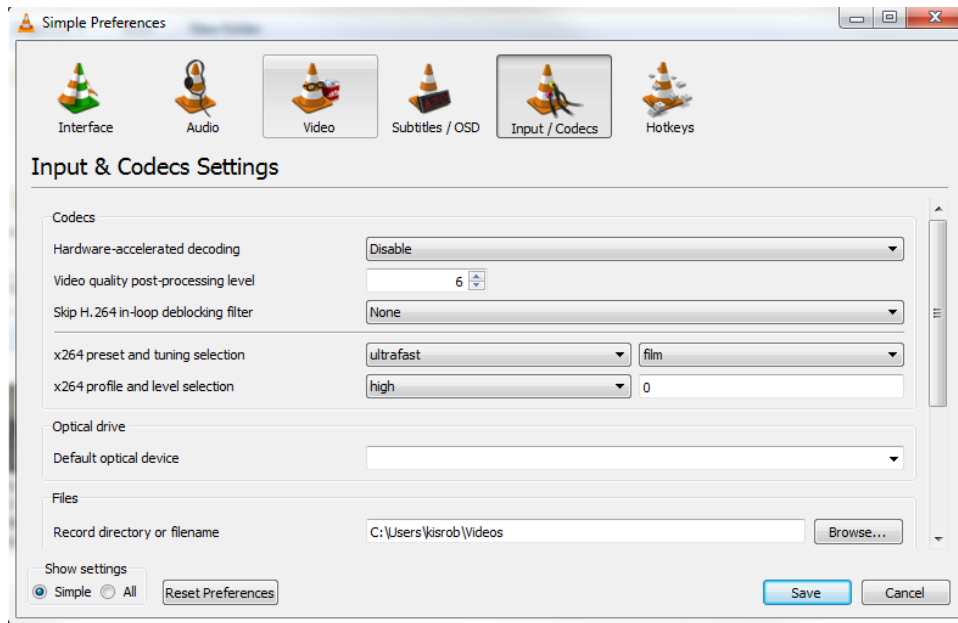 Simple Preferences
Interface Audio Video Subtitles / OSD Input / Codecs Hotkeys
Input & Codecs Settings
Codecs
Hardware-accelerated decoding Disable
Video quality post-processing level 6
Skip H.264 in-loop deblocking filter None
x264 preset and tuning selection ultrafast film
x264 profile and level selection high 0
Optical drive
Default optical device
Files
Record directory or filename C:\Users\kisrob\Videos Browse...
Show settings
Simple All Reset Preferences Save Cancel